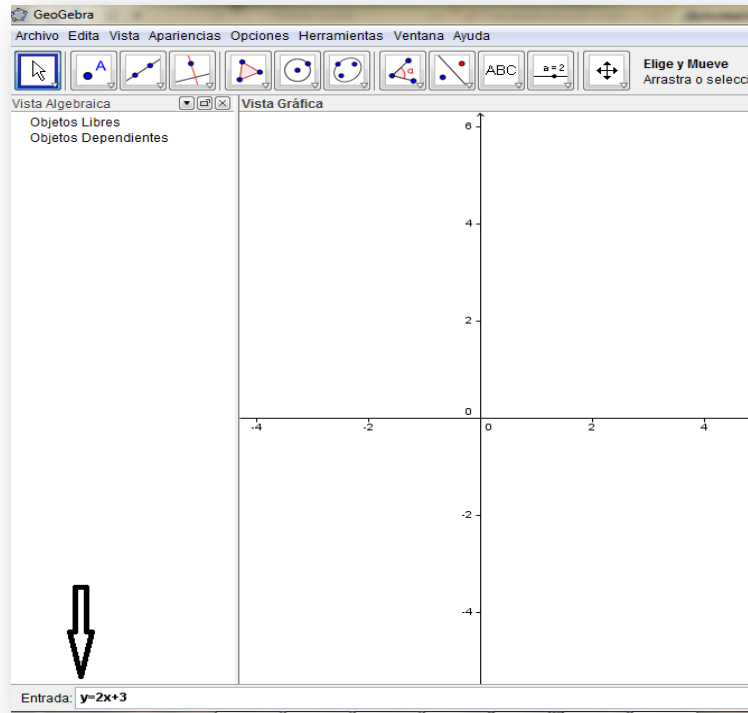 GeoGebra
Archivo Edita Vista Apariencias Opciones Herramientas Ventana Ayuda
A
α
ABC
a = 2
Elige y Mueve
Arrastra o selecci
Vista Algebraica
Vista Gráfica
Objetos Libres
Objetos Dependientes
6
4
2
0
-4 -2 0 2 4
-2
-4
Entrada: y=2x+3